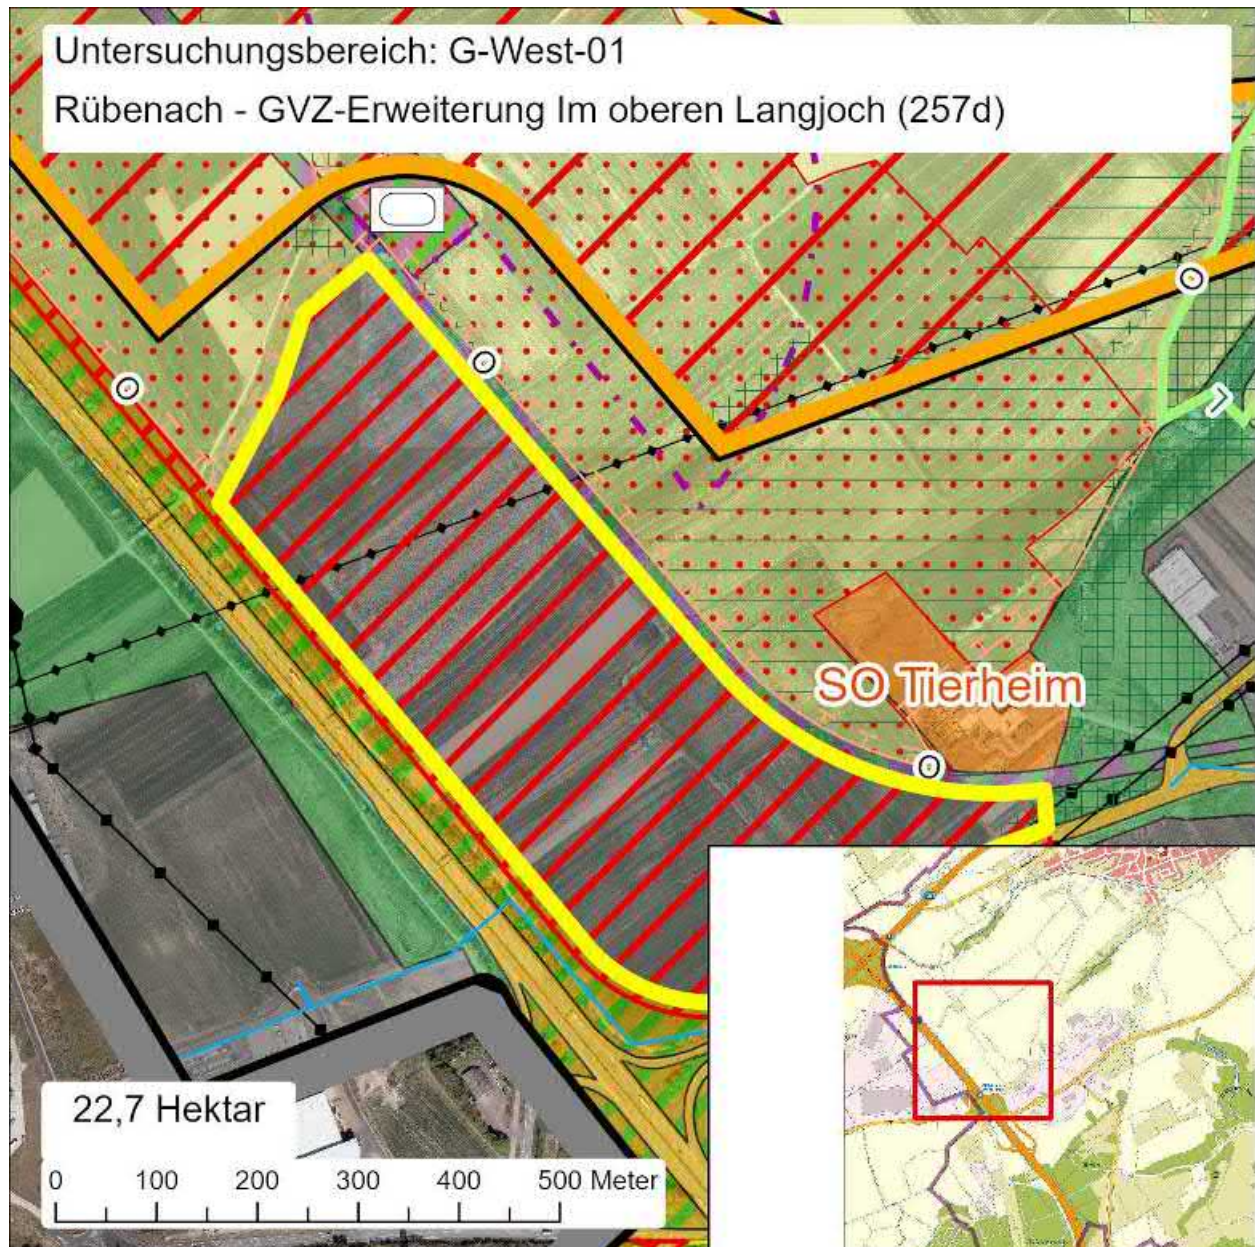 Untersuchungsbereich: G-West-01
Rübenach - GVZ-Erweiterung Im oberen Langjoch (257d)
SO Tierheim
22,7 Hektar
0 100 200 300 400 500 Meter